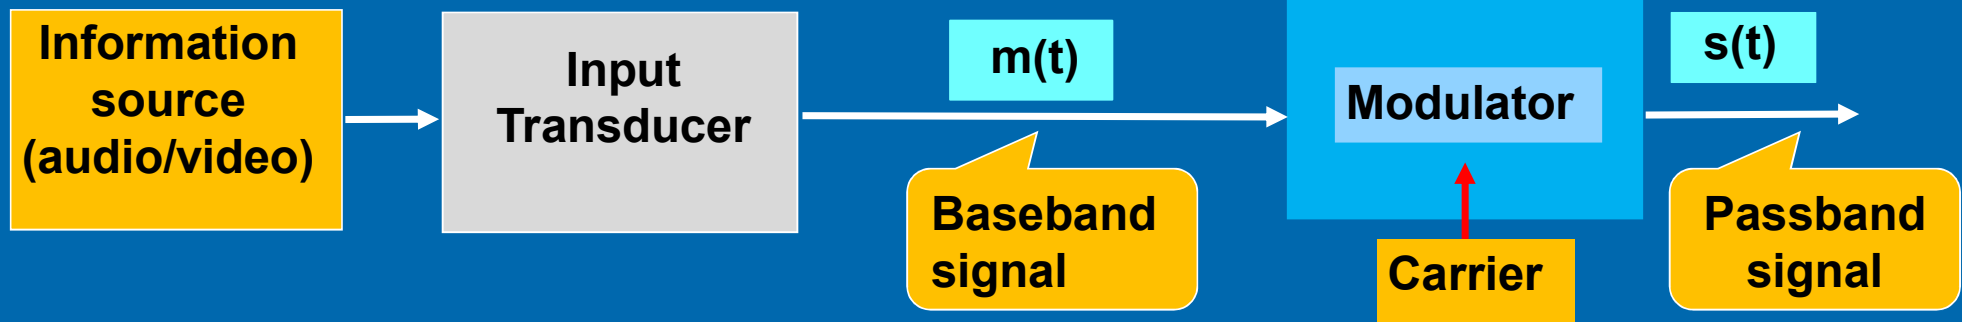 Information
source
(audio/video)
Input
Transducer
m(t)
Baseband
signal
Modulator
Carrier
s(t)
Passband
signal